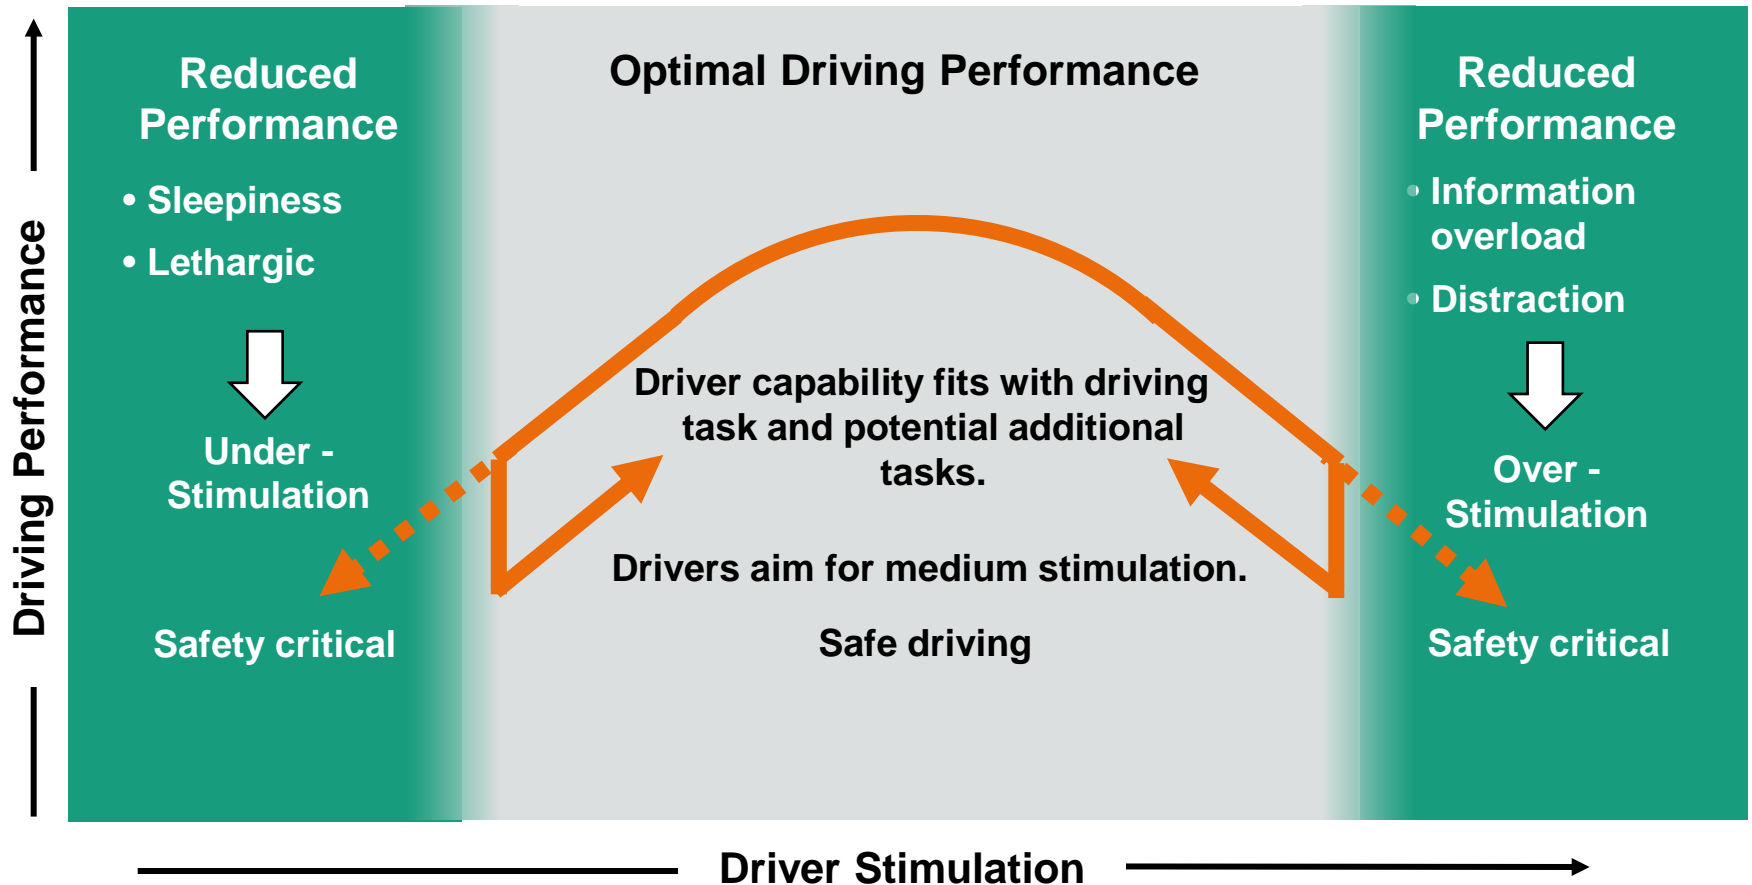 Driving Performance
Reduced
Performance
• Sleepiness
• Lethargic
Under -
Stimulation
Safety critical
Optimal Driving Performance
Driver capability fits with driving
task and potential additional
tasks.
Drivers aim for medium stimulation.
Safe driving
Reduced
Performance
• Information
overload
• Distraction
Over -
Stimulation
Safety critical
Driver Stimulation